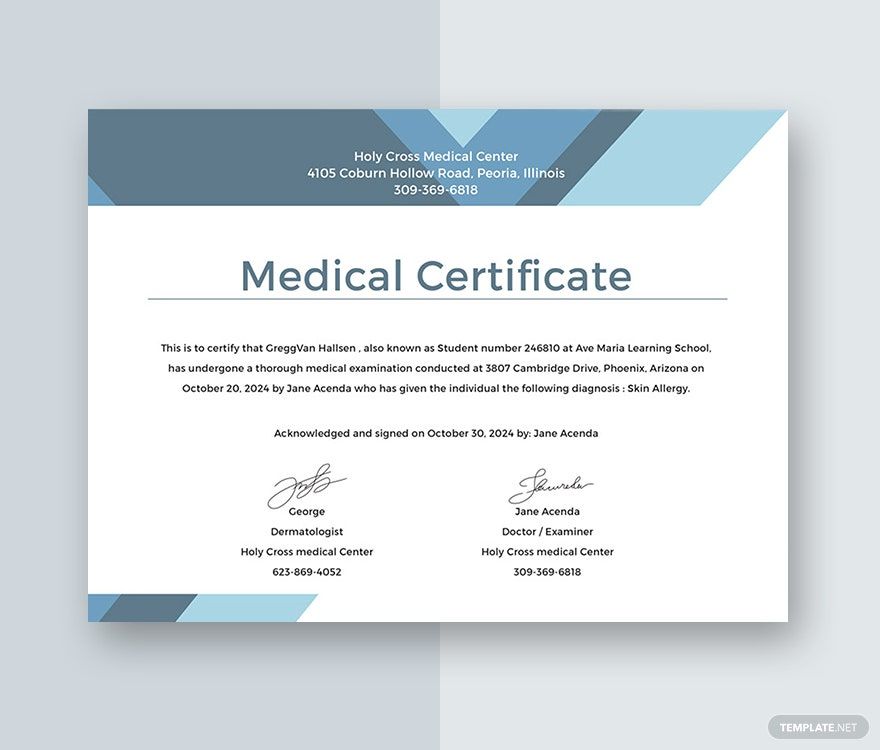 Holy Cross Medical Center
4105 Coburn Hollow Road, Peoria, Illinois
309-369-6818
Medical Certificate
This is to certify that GreggVan Hallsen , also known as Student number 246810 at Ave Maria Learning School,
has undergone a thorough medical examination conducted at 3807 Cambridge Drive, Phoenix, Arizona on
October 20, 2024 by Jane Acenda who has given the individual the following diagnosis : Skin Allergy.
Acknowledged and signed on October 30, 2024 by: Jane Acenda
George
Dermatologist
Holy Cross medical Center
623-869-4052
Jane Acenda
Doctor / Examiner
Holy Cross medical Center
309-369-6818
TEMPLATE.NET